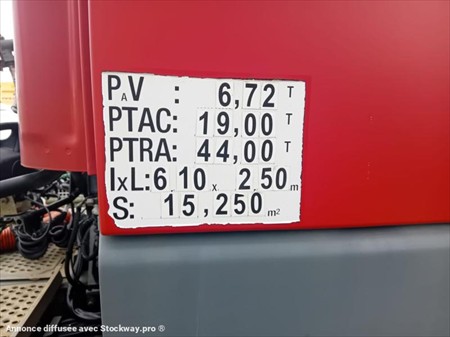 PAV : 6,72 T
PTAC: 19,00 T
PTRA: 44,00 T
IxL: 6.10 x 2.50 m
S: 15,250 m²
Annonce diffusée avec Stockway.pro ®